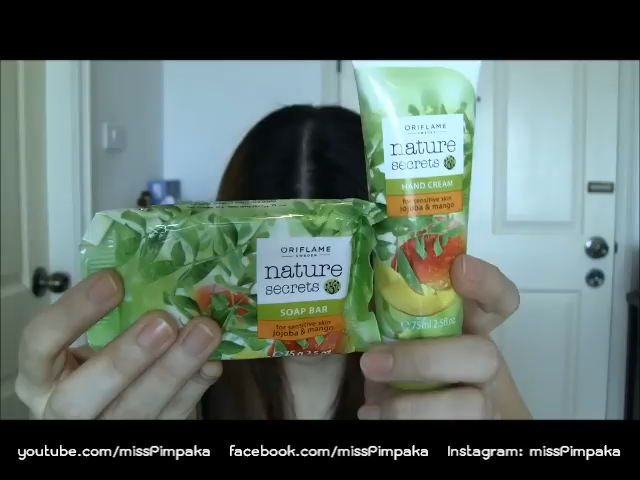 ORIFLAME
SWEDEN
nature
secrets
HAND CREAM
for sensitive skin
jojoba & mango
75ml 2.5fl.oz.
ORIFLAME
SWEDEN
nature
secrets
SOAP BAR
for sensitive skin
jojoba & mango
youtube.com/missPimpaka facebook.com/missPimpaka Instagram: missPimpaka